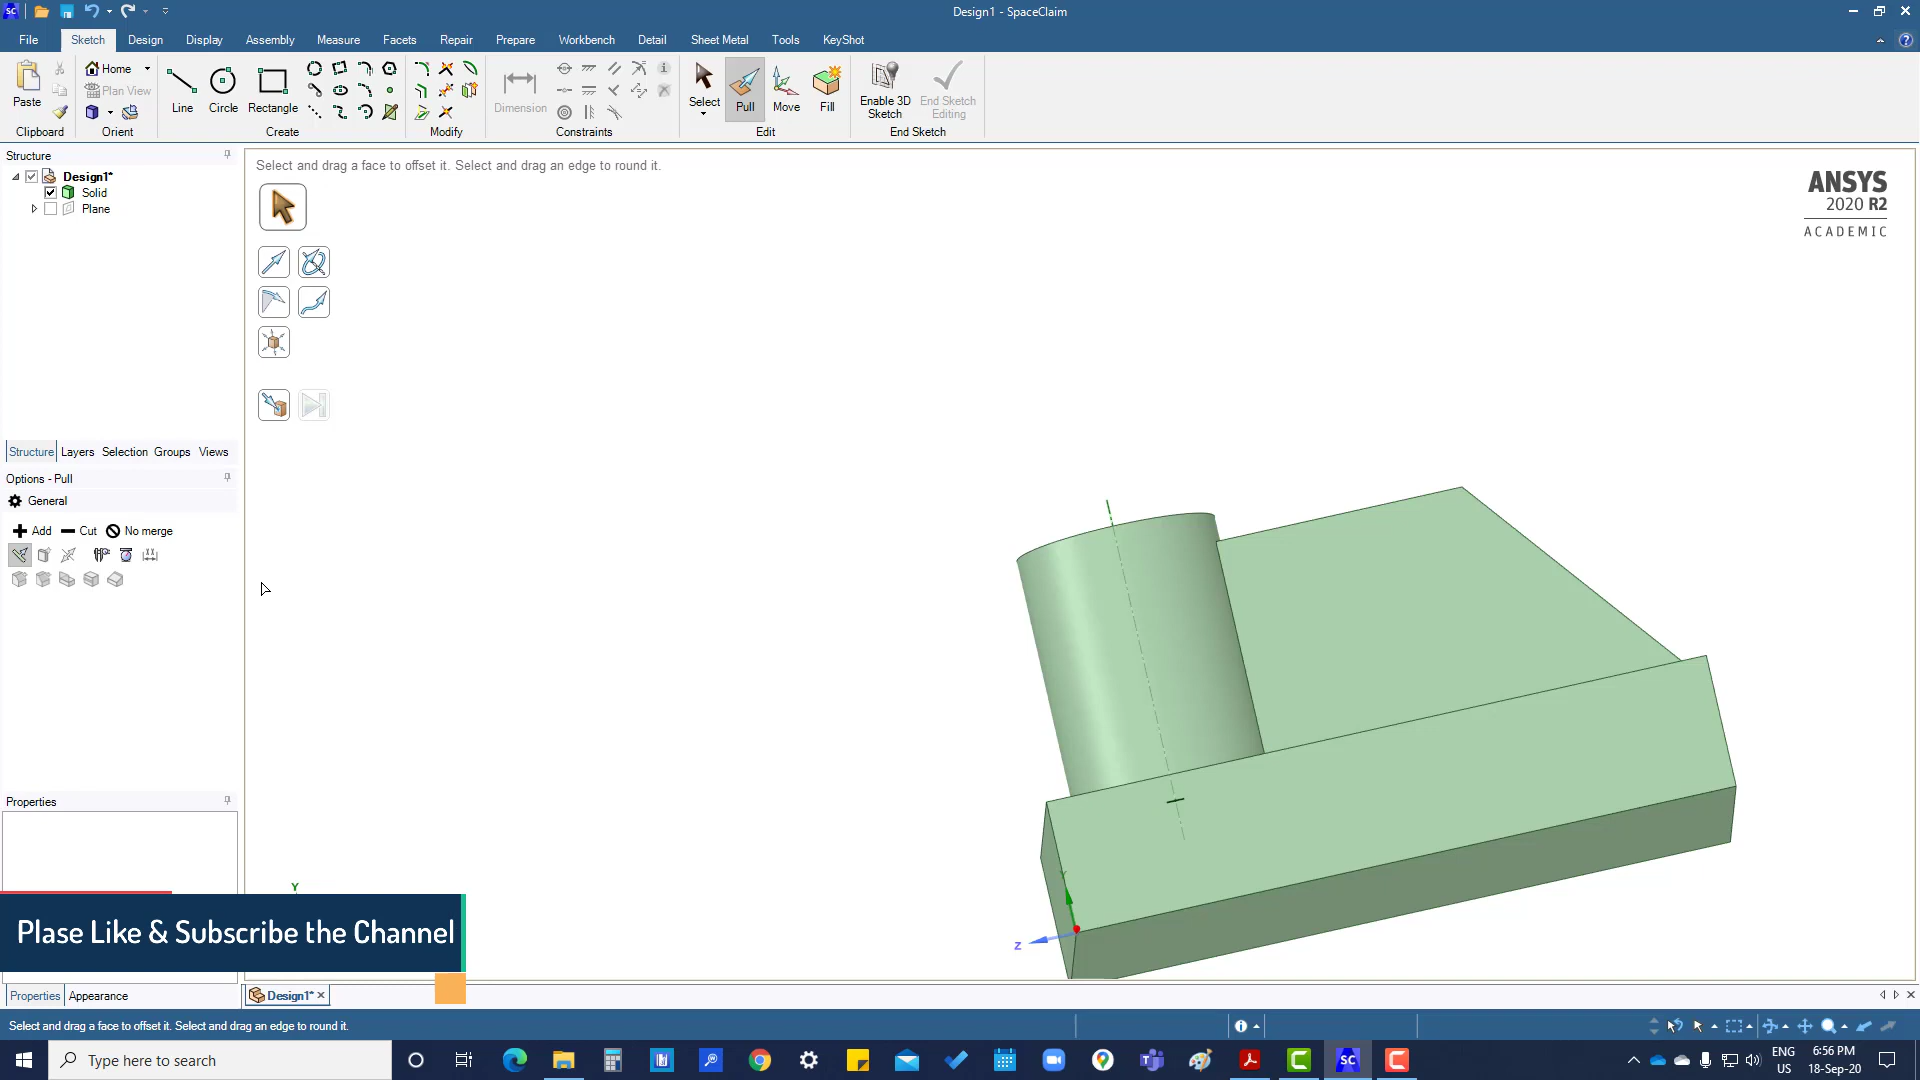 Design1 - SpaceClaim
File Sketch Design Display Assembly Measure Facets Repair Prepare Workbench Detail Sheet Metal Tools KeyShot
Paste
Home
Plan View
Line
Circle
Rectangle
Dimension
Select
Pull
Move
Fill
Enable 3D
Sketch
End Sketch
Editing
Clipboard
Orient
Create
Modify
Constraints
Edit
End Sketch
Structure
Design1*
Solid
Plane
Select and drag a face to offset it. Select and drag an edge to round it.
ANSYS
2020 R2
ACADEMIC
Structure Layers Selection Groups Views
Options - Pull
General
Add Cut No merge
Properties
Plase Like & Subscribe the Channel
Y
Y
Z
Properties Appearance
Design1*
Select and drag a face to offset it. Select and drag an edge to round it.
Type here to search
SC
ENG
US
6:56 PM
18-Sep-20